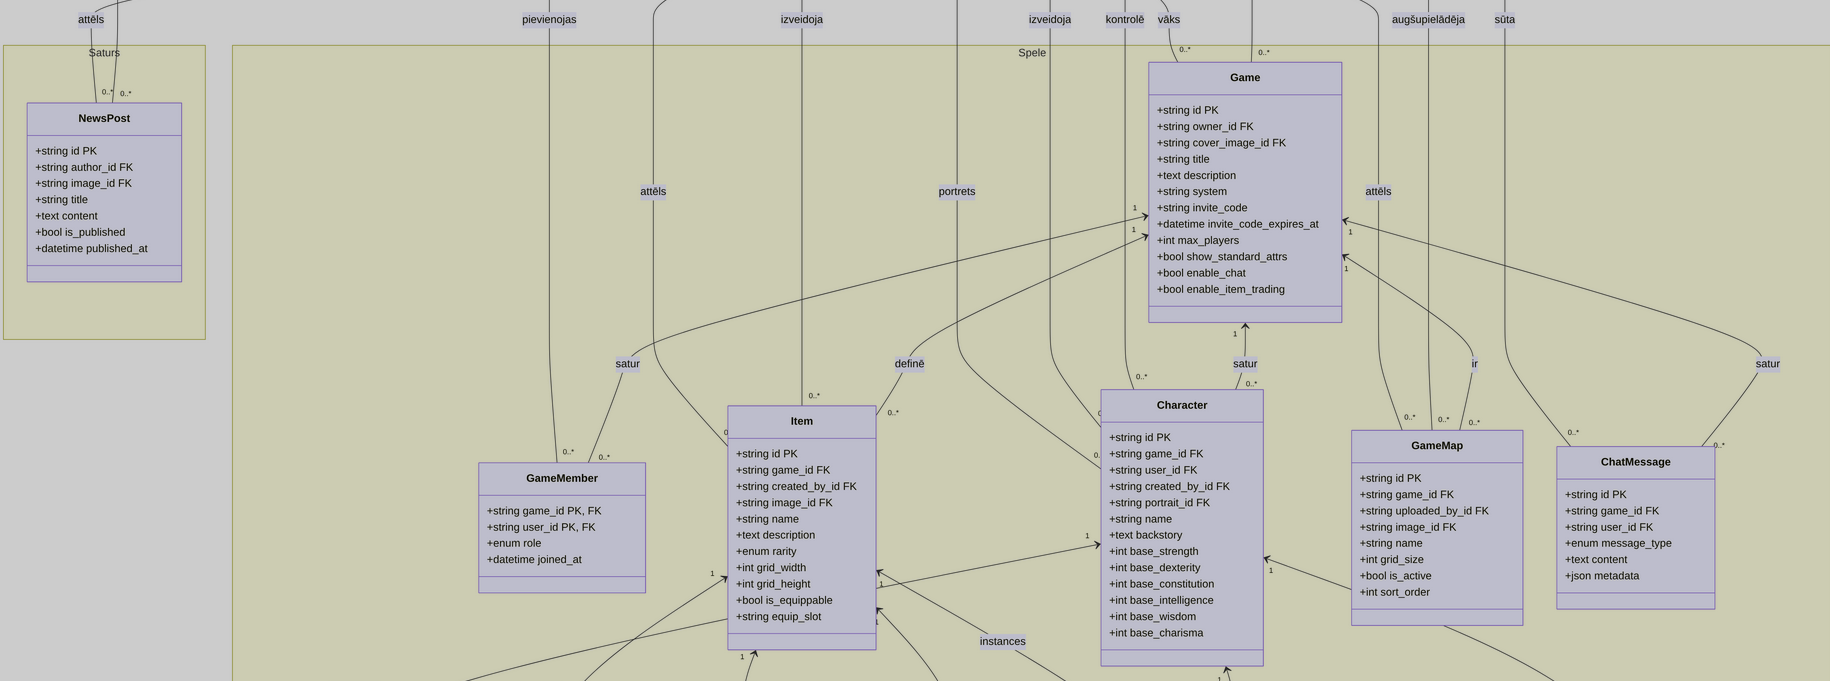 attēls
pievienojas
izveidoja
izveidoja
kontrolē
vāks
augšupielādēja
sūta
0..*
0..*
Saturs
Spele
0..*
0..*
NewsPost
+string id PK
+string author_id FK
+string image_id FK
+string title
+text content
+bool is_published
+datetime published_at
Game
+string id PK
+string owner_id FK
+string cover_image_id FK
+string title
+text description
+string system
+string invite_code
+datetime invite_code_expires_at
+int max_players
+bool show_standard_attrs
+bool enable_chat
+bool enable_item_trading
attēls
portrets
attēls
1
1
1
1
1
satur
definē
satur
ir
satur
0..*
0..*
0..*
0..*
0..*
0..*
0..*
0..*
0..*
0..*
0..*
GameMember
+string game_id PK, FK
+string user_id PK, FK
+enum role
+datetime joined_at
Item
+string id PK
+string game_id FK
+string created_by_id FK
+string image_id FK
+string name
+text description
+enum rarity
+int grid_width
+int grid_height
+bool is_equippable
+string equip_slot
Character
+string id PK
+string game_id FK
+string user_id FK
+string created_by_id FK
+string portrait_id FK
+string name
+text backstory
+int base_strength
+int base_dexterity
+int base_constitution
+int base_intelligence
+int base_wisdom
+int base_charisma
GameMap
+string id PK
+string game_id FK
+string uploaded_by_id FK
+string image_id FK
+string name
+int grid_size
+bool is_active
+int sort_order
ChatMessage
+string id PK
+string game_id FK
+string user_id FK
+enum message_type
+text content
+json metadata
1
1
1
1
1
1
instances